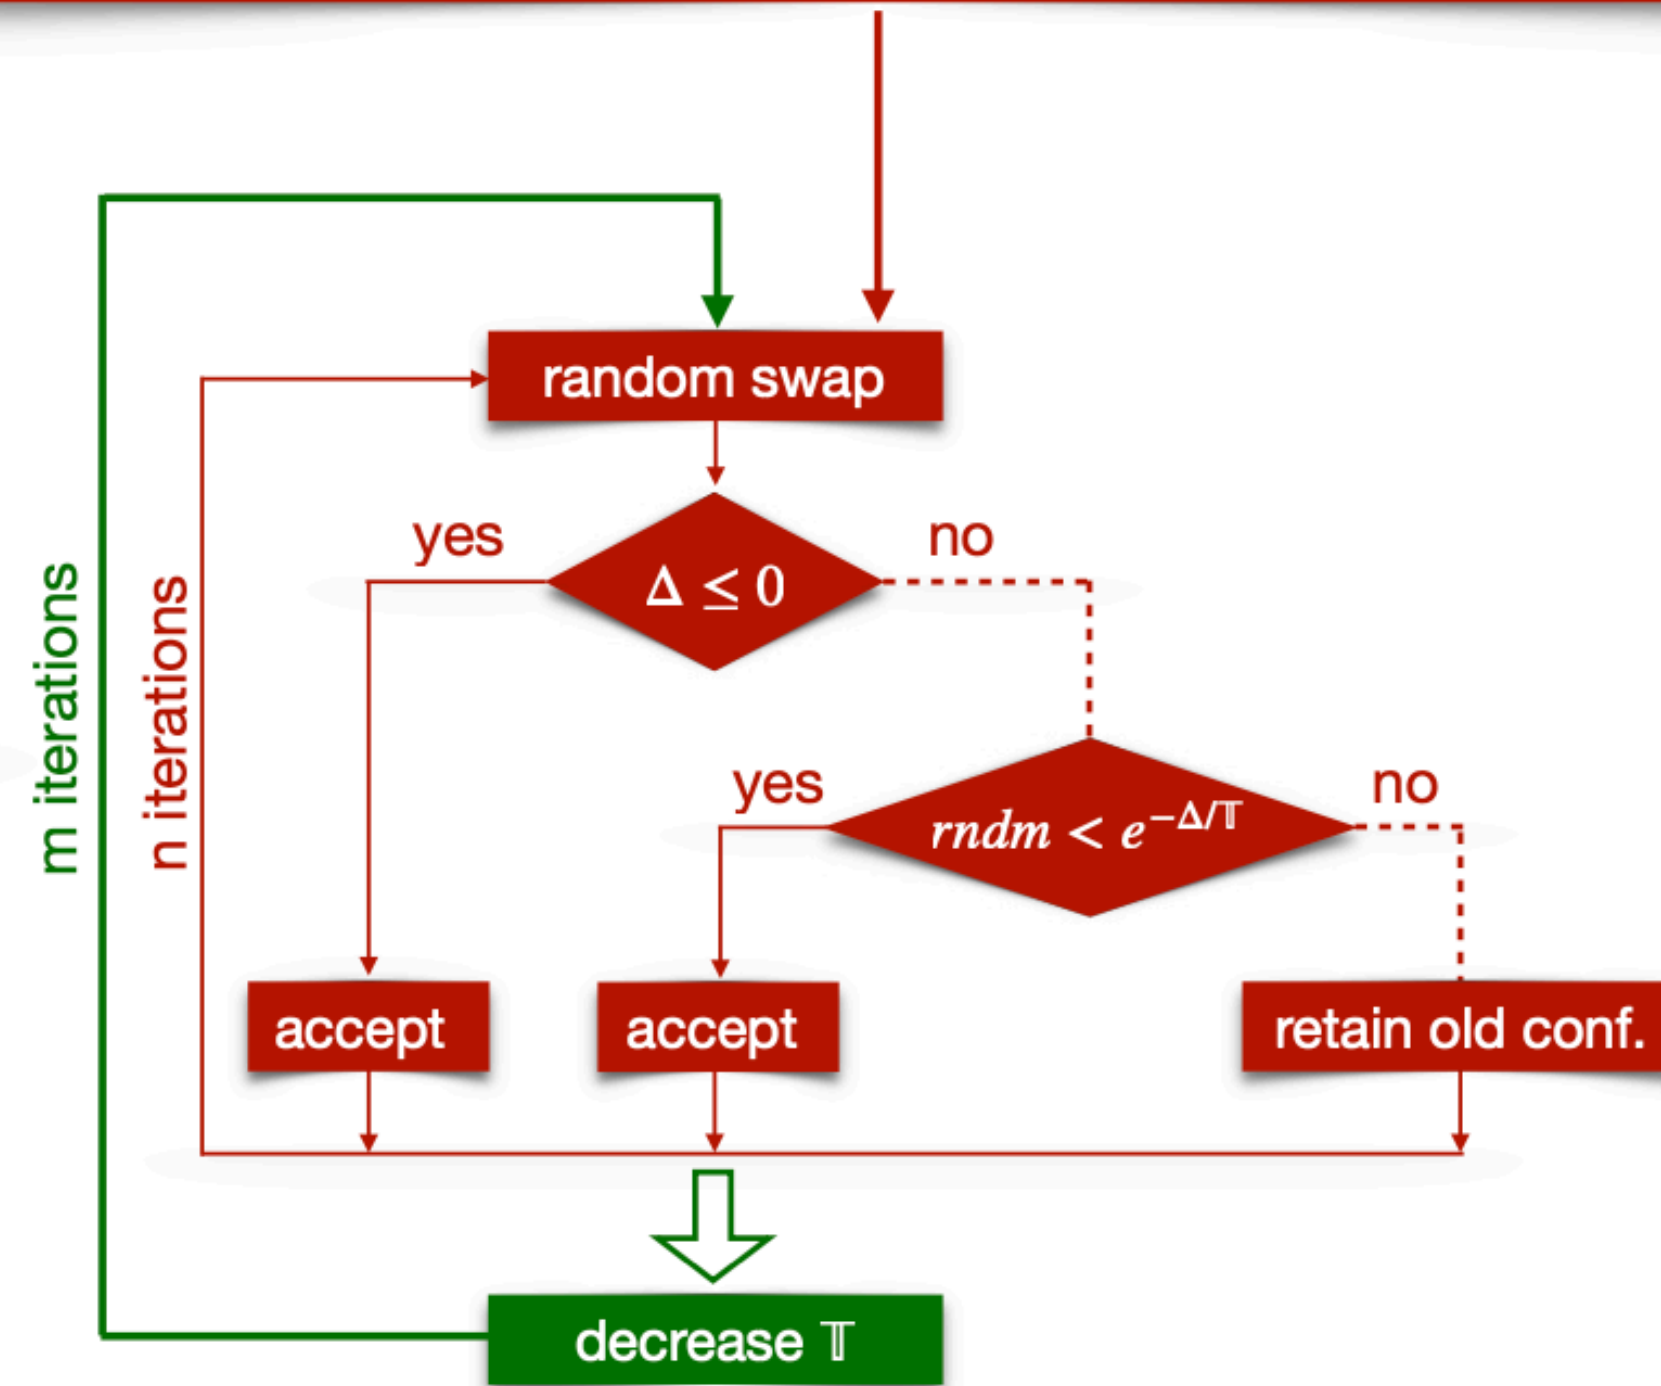 random swap
yes
no
Δ ≤ 0
m iterations
n iterations
yes
no
rndm < e^{−Δ/𝕋}
accept
accept
retain old conf.
decrease 𝕋